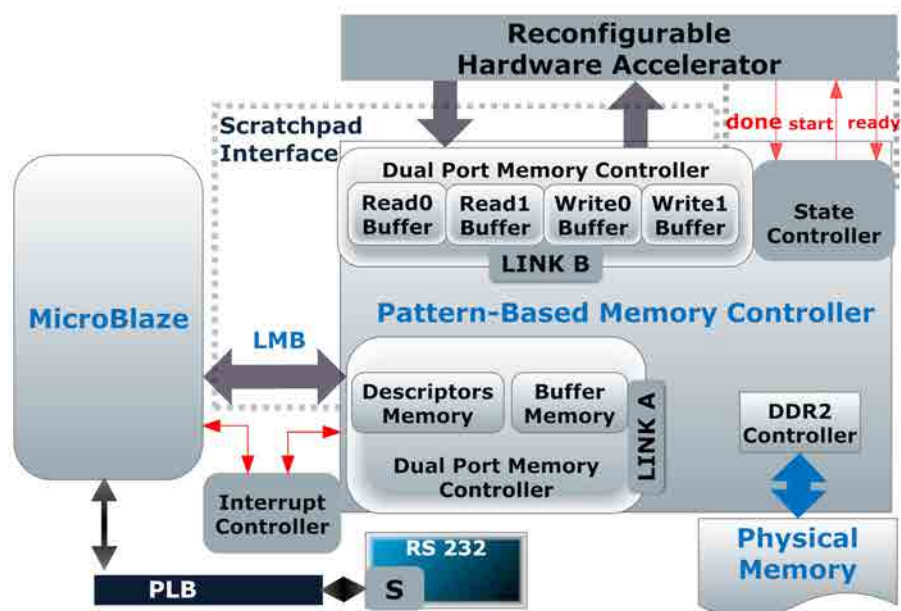 Reconfigurable
Hardware Accelerator
done start ready
Scratchpad
Interface
Dual Port Memory Controller
Read0
Buffer
Read1
Buffer
Write0
Buffer
Write1
Buffer
State
Controller
LINK B
MicroBlaze
Pattern-Based Memory Controller
LMB
Descriptors
Memory
Buffer
Memory
LINK A
DDR2
Controller
Dual Port Memory
Controller
Interrupt
Controller
RS 232
S
PLB
Physical
Memory